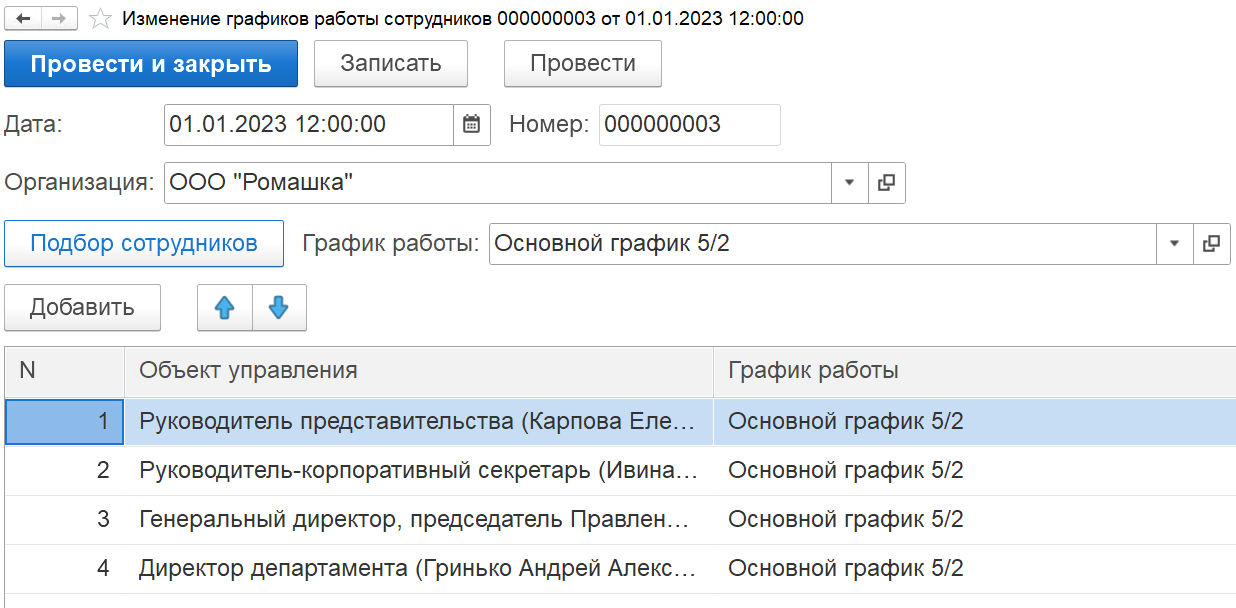 Изменение графиков работы сотрудников 000000003 от 01.01.2023 12:00:00
Провести и закрыть Записать Провести
Дата: 01.01.2023 12:00:00 Номер: 000000003
Организация: ООО "Ромашка"
Подбор сотрудников График работы: Основной график 5/2
Добавить
N Объект управления График работы
1 Руководитель представительства (Карпова Еле... Основной график 5/2
2 Руководитель-корпоративный секретарь (Ивина... Основной график 5/2
3 Генеральный директор, председатель Правлен... Основной график 5/2
4 Директор департамента (Гринько Андрей Алекс... Основной график 5/2